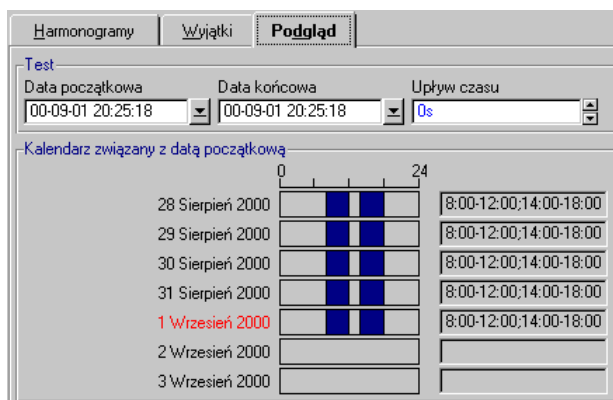 Harmonogramy Wyjątki Podgląd
Test
Data początkowa Data końcowa Upływ czasu
00-09-01 20:25:18 00-09-01 20:25:18 0s
Kalendarz związany z datą początkową
0 24
28 Sierpień 2000 8:00-12:00;14:00-18:00
29 Sierpień 2000 8:00-12:00;14:00-18:00
30 Sierpień 2000 8:00-12:00;14:00-18:00
31 Sierpień 2000 8:00-12:00;14:00-18:00
1 Wrzesień 2000 8:00-12:00;14:00-18:00
2 Wrzesień 2000
3 Wrzesień 2000